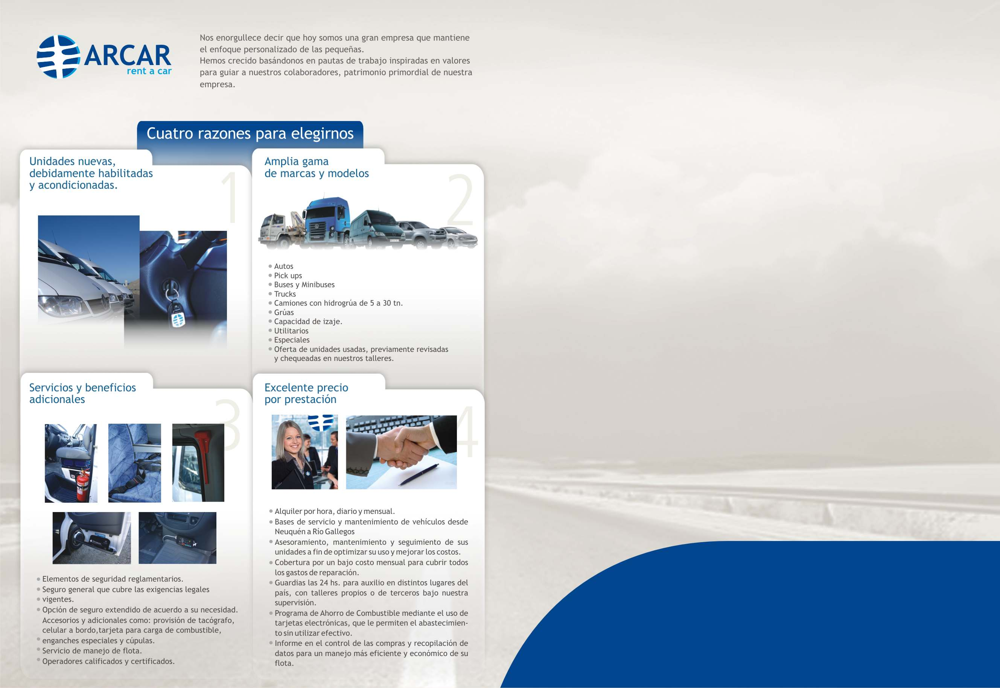 ARCAR
rent a car
Nos enorgullece decir que hoy somos una gran empresa que mantiene
el enfoque personalizado de las pequeñas.
Hemos crecido basándonos en pautas de trabajo inspiradas en valores
para guiar a nuestros colaboradores, patrimonio primordial de nuestra
empresa.
Cuatro razones para elegirnos
Unidades nuevas,
debidamente habilitadas
y acondicionadas.
1
Amplia gama
de marcas y modelos
2
• Autos
• Pick ups
• Buses y Minibuses
• Trucks
• Camiones con hidrogrúa de 5 a 30 tn.
• Grúas
• Capacidad de izaje.
• Utilitarios
• Especiales
• Oferta de unidades usadas, previamente revisadas
y chequeadas en nuestros talleres.
Servicios y beneficios
adicionales
3
• Elementos de seguridad reglamentarios.
• Seguro general que cubre las exigencias legales
• vigentes.
• Opción de seguro extendido de acuerdo a su necesidad.
Accesorios y adicionales como: provisión de tacógrafo,
celular a bordo,tarjeta para carga de combustible,
• enganches especiales y cúpulas.
• Servicio de manejo de flota.
• Operadores calificados y certificados.
Excelente precio
por prestación
4
• Alquiler por hora, diario y mensual.
• Bases de servicio y mantenimiento de vehículos desde
Neuquén a Río Gallegos
• Asesoramiento, mantenimiento y seguimiento de sus
unidades a fin de optimizar su uso y mejorar los costos.
• Cobertura por un bajo costo mensual para cubrir todos
los gastos de reparación.
• Guardias las 24 hs. para auxilio en distintos lugares del
país, con talleres propios o de terceros bajo nuestra
supervisión.
• Programa de Ahorro de Combustible mediante el uso de
tarjetas electrónicas, que le permiten el abastecimien-
to sin utilizar efectivo.
• Informe en el control de las compras y recopilación de
datos para un manejo más eficiente y económico de su
flota.